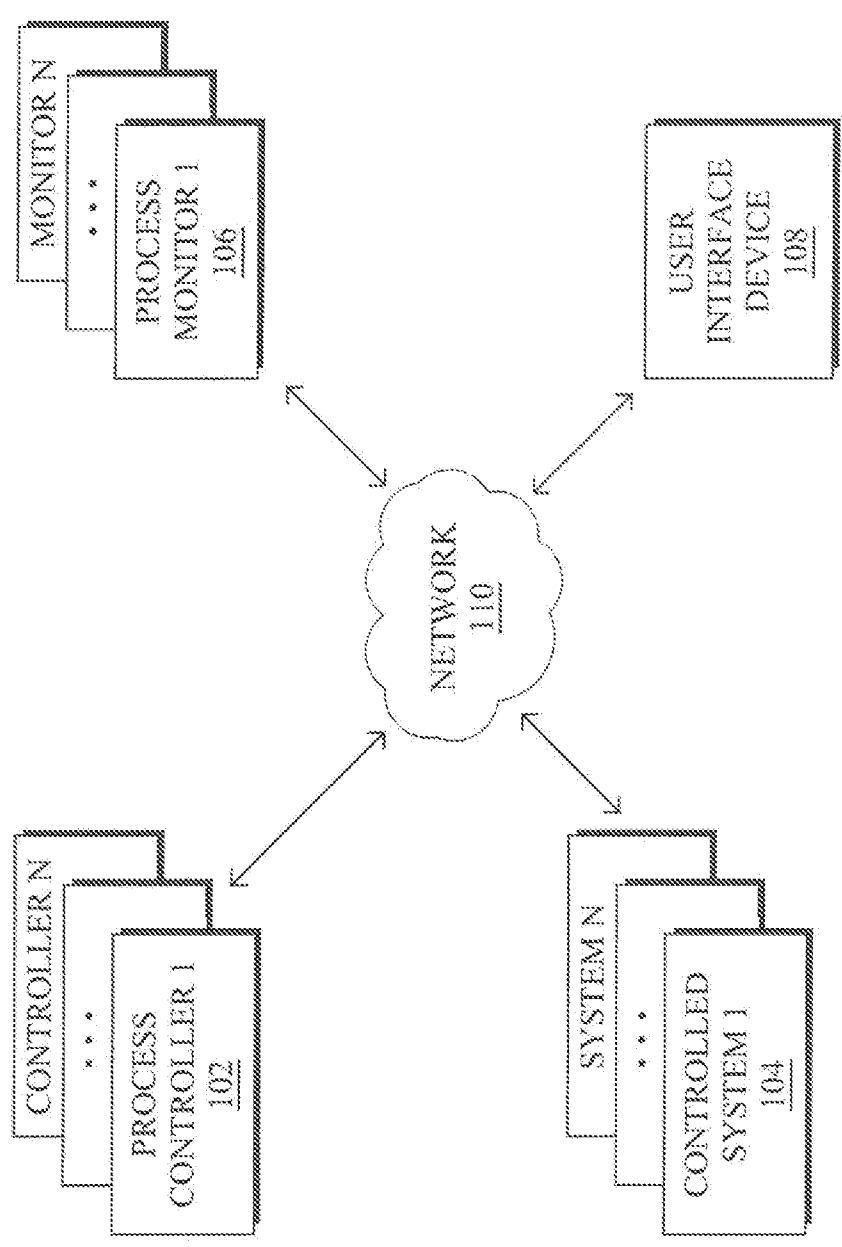 CONTROLLER N
• • •
PROCESS
CONTROLLER 1
102
MONITOR N
• • •
PROCESS
MONITOR 1
106
NETWORK
110
SYSTEM N
• • •
CONTROLLED
SYSTEM 1
104
USER
INTERFACE
DEVICE
108